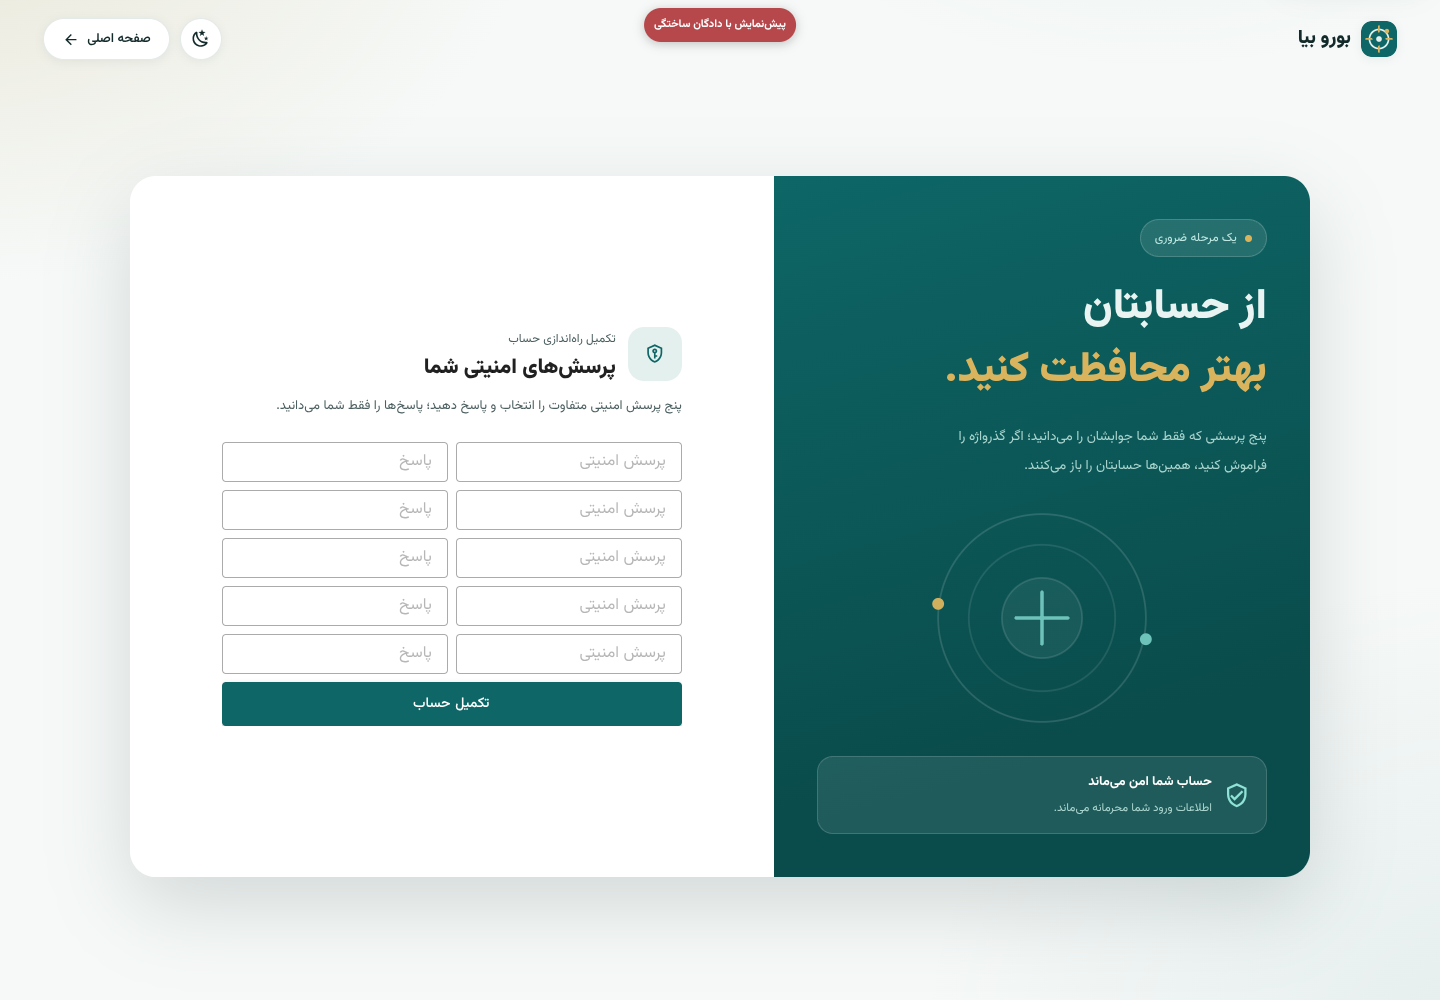 بورو بیا
پیش‌نمایش با دادگان ساختگی
صفحه اصلی
یک مرحله ضروری
از حسابتان
بهتر محافظت کنید.
پنج پرسشی که فقط شما جوابشان را می‌دانید؛ اگر گذرواژه را
فراموش کنید، همین‌ها حسابتان را باز می‌کنند.
حساب شما امن می‌ماند
اطلاعات ورود شما محرمانه می‌ماند.
تکمیل راه‌اندازی حساب
پرسش‌های امنیتی شما
پنج پرسش امنیتی متفاوت را انتخاب و پاسخ دهید؛ پاسخ‌ها را فقط شما می‌دانید.
پرسش امنیتی پاسخ
پرسش امنیتی پاسخ
پرسش امنیتی پاسخ
پرسش امنیتی پاسخ
پرسش امنیتی پاسخ
تکمیل حساب